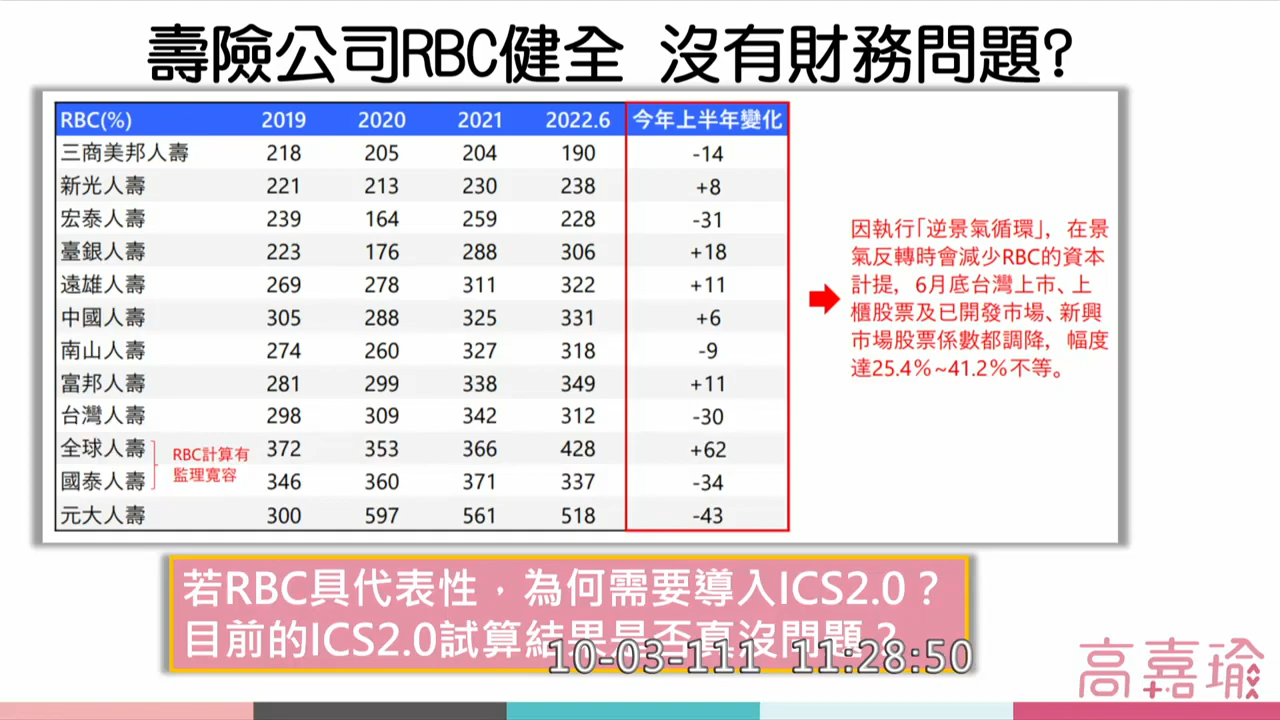 壽險公司RBC健全 沒有財務問題?
RBC(%) 2019 2020 2021 2022.6 今年上半年變化
三商美邦人壽 218 205 204 190 -14
新光人壽 221 213 230 238 +8
宏泰人壽 239 164 259 228 -31
臺銀人壽 223 176 288 306 +18
遠雄人壽 269 278 311 322 +11
中國人壽 305 288 325 331 +6
南山人壽 274 260 327 318 -9
富邦人壽 281 299 338 349 +11
台灣人壽 298 309 342 312 -30
全球人壽 372 353 366 428 +62
國泰人壽 346 360 371 337 -34
元大人壽 300 597 561 518 -43
RBC計算有
監理寬容
因執行「逆景氣循環」，在景
氣反轉時會減少RBC的資本
計提，6月底台灣上市、上
櫃股票及已開發市場、新興
市場股票係數都調降，幅度
達25.4%~41.2%不等。
若RBC具代表性，為何需要導入ICS2.0？
目前的ICS2.0試算結果是否真沒問題？
10-03-111 11:28:50
高嘉瑜